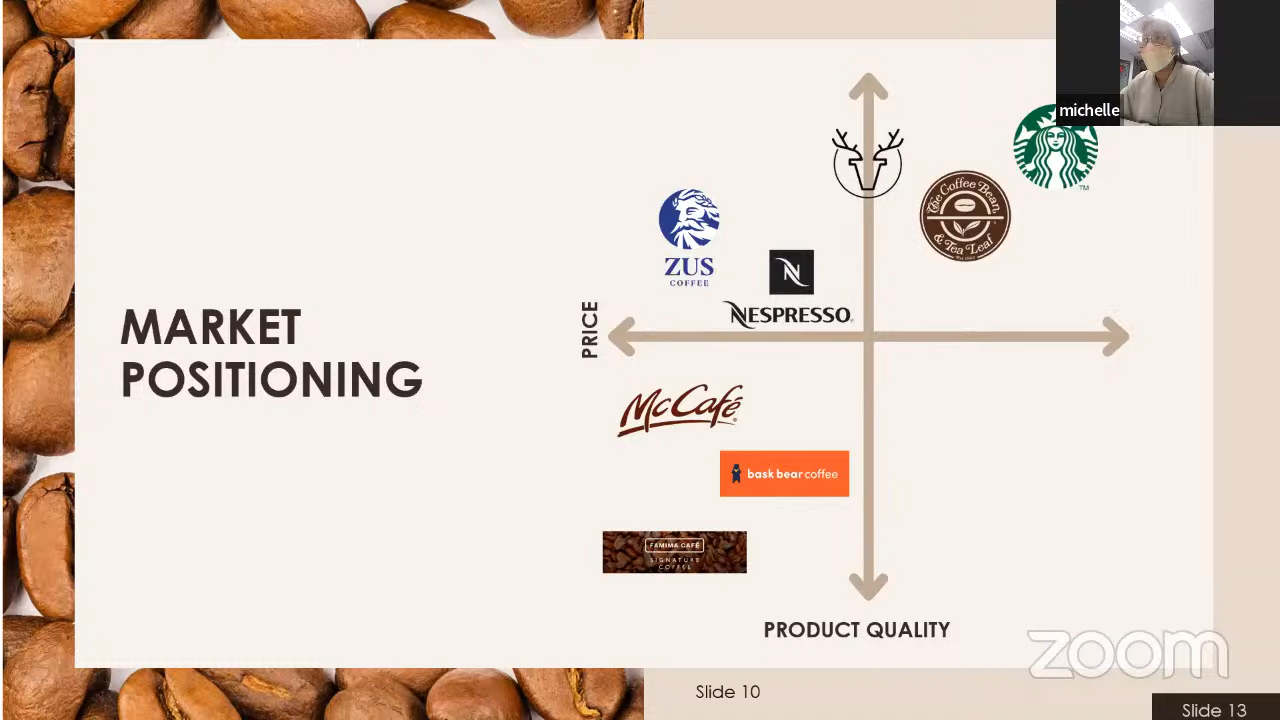 michelle
TM
The Coffee Bean
& Tea Leaf
ZUS
COFFEE
N
NESPRESSO
PRICE
MARKET
POSITIONING
McCafé
bask bear coffee
FAMIMA CAFÉ
SIGNATURE
COFFEE
PRODUCT QUALITY
zoom
Slide 10
Slide 13